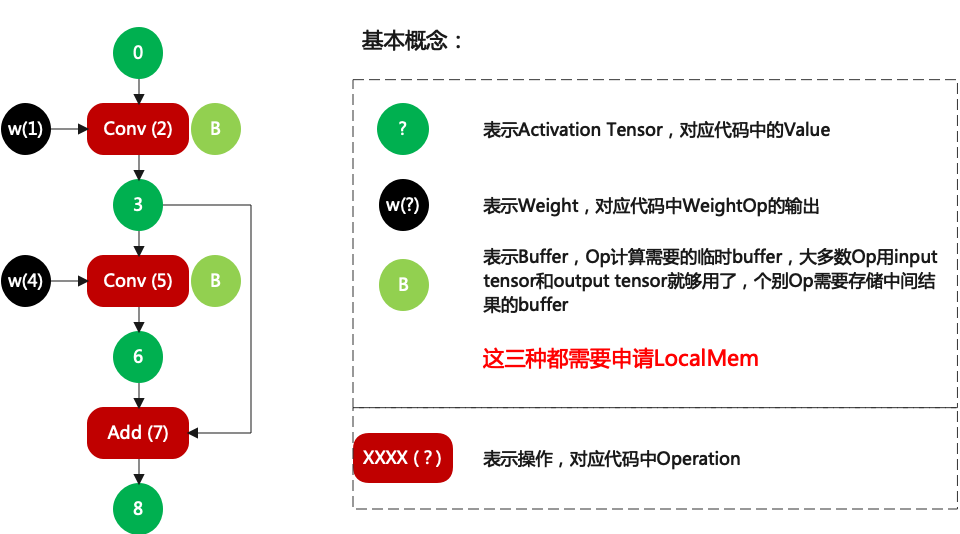 0
w(1)
Conv (2)
B
3
w(4)
Conv (5)
B
6
Add (7)
8
基本概念：
?
表示Activation Tensor，对应代码中的Value
w(?)
表示Weight，对应代码中WeightOp的输出
B
表示Buffer，Op计算需要的临时buffer，大多数Op用input
tensor和output tensor就够用了，个别Op需要存储中间结
果的buffer
这三种都需要申请LocalMem
XXXX（?）
表示操作，对应代码中Operation